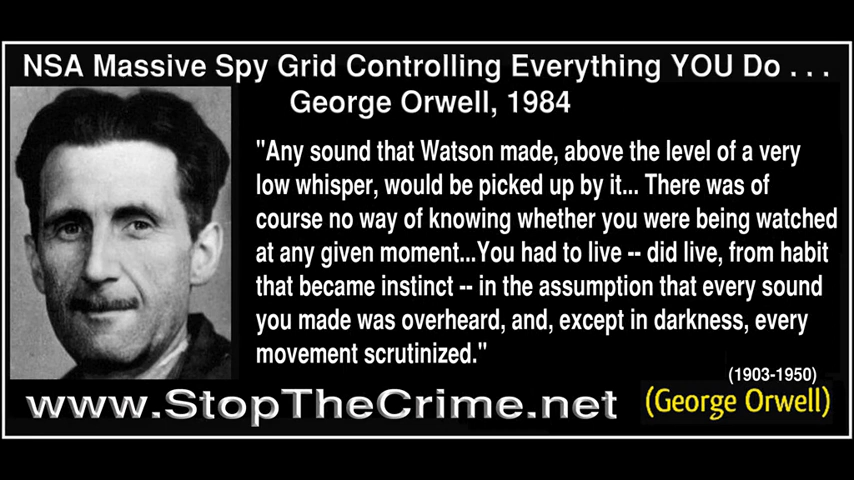 NSA Massive Spy Grid Controlling Everything YOU Do . . .
George Orwell, 1984
"Any sound that Watson made, above the level of a very
low whisper, would be picked up by it... There was of
course no way of knowing whether you were being watched
at any given moment...You had to live -- did live, from habit
that became instinct -- in the assumption that every sound
you made was overheard, and, except in darkness, every
movement scrutinized."
(1903-1950)
www.StopTheCrime.net
(George Orwell)